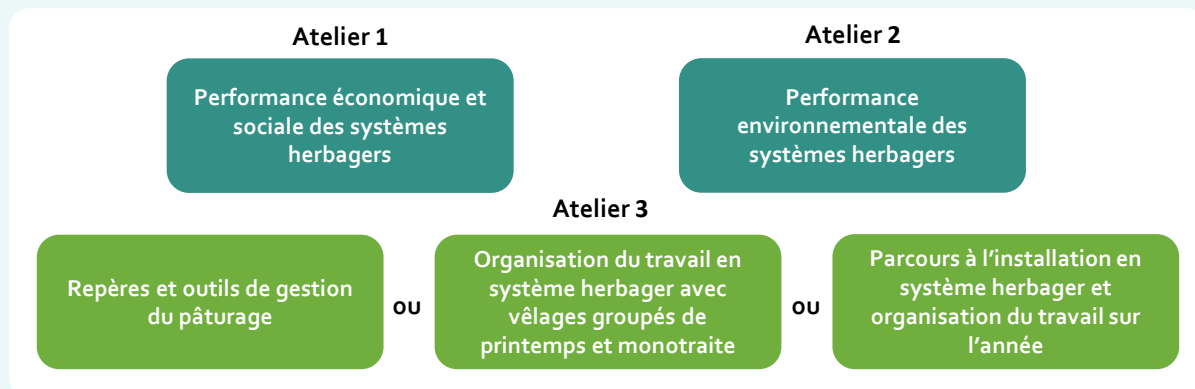 Atelier 1
Performance économique et
sociale des systèmes
herbagers
Atelier 2
Performance
environnementale des
systèmes herbagers
Atelier 3
Repères et outils de gestion
du pâturage
ou
Organisation du travail en
système herbager avec
vêlages groupés de
printemps et monotraite
ou
Parcours à l’installation en
système herbager et
organisation du travail sur
l’année